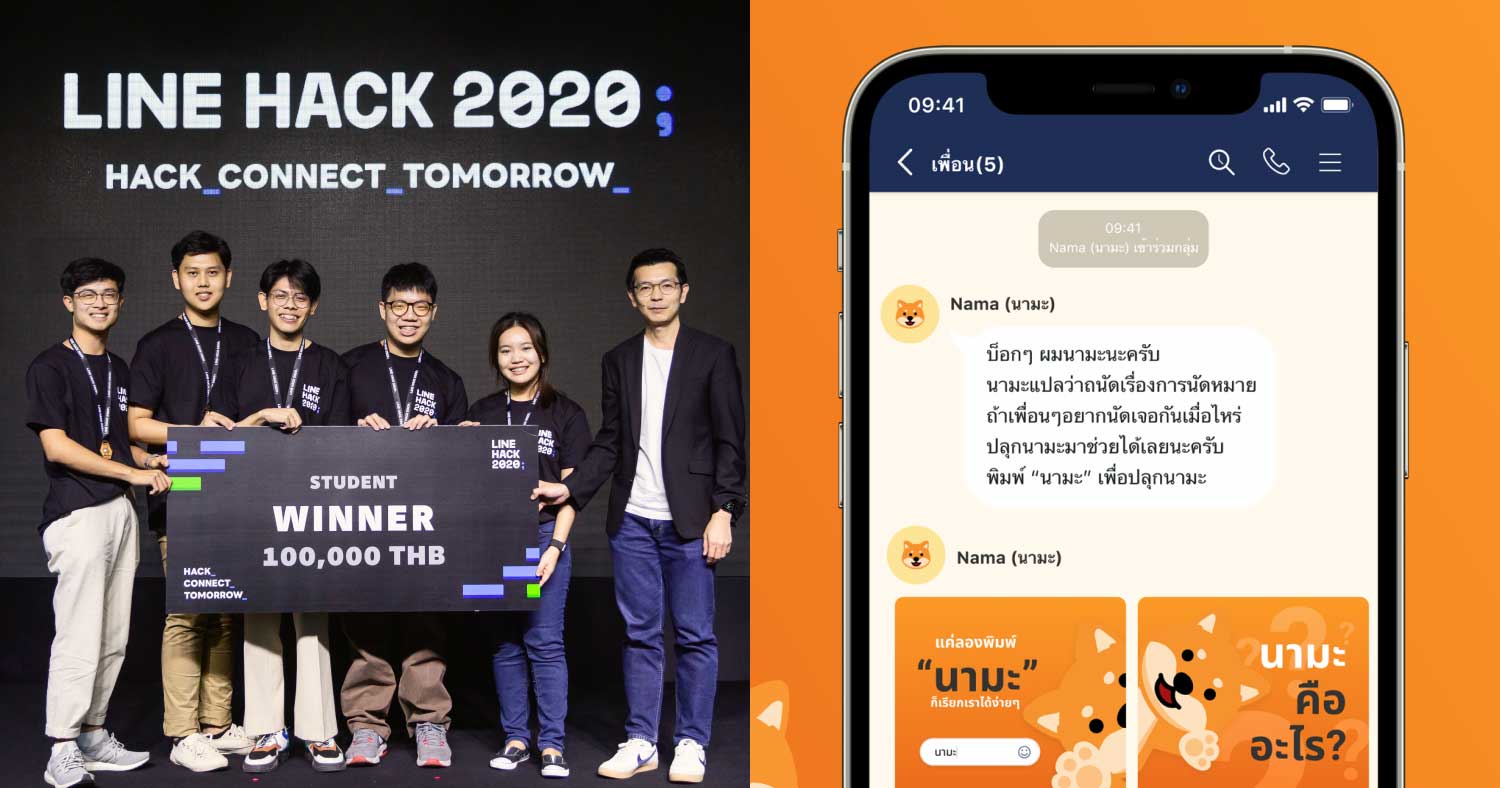 LINE HACK 2020;
HACK_CONNECT_TOMORROW_
LINE
HACK
2020;
LINE
HACK
2020;
LINE
HACK
2020;
LINE
HACK
2020;
STUDENT
WINNER
100,000 THB
HACK_
CONNECT_
TOMORROW_
09:41
เพื่อน(5)
09:41
Nama (นามะ) เข้าร่วมกลุ่ม
Nama (นามะ)
บ็อกๆ ผมนามะนะครับ
นามะแปลว่าถนัดเรื่องการนัดหมาย
ถ้าเพื่อนๆอยากนัดเจอกันเมื่อไหร่
ปลุกนามะมาช่วยได้เลยนะครับ
พิมพ์ “นามะ” เพื่อปลุกนามะ
Nama (นามะ)
แค่ลองพิมพ์
“นามะ”
ก็เรียกเราได้ง่ายๆ
นามะ
นามะ
คือ
อะไร?